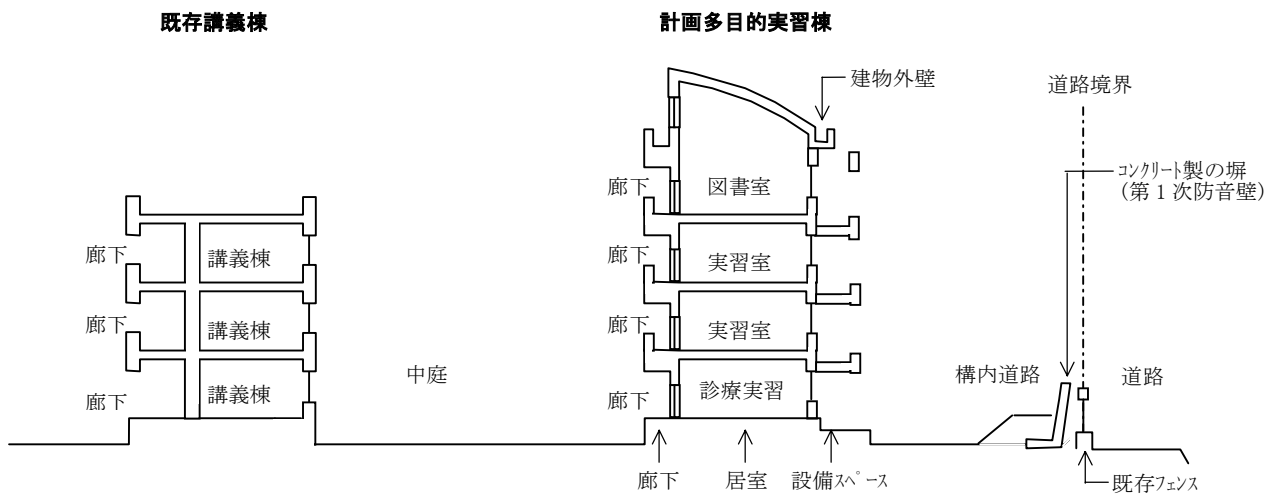 既存講義棟
計画多目的実習棟
建物外壁
道路境界
コンクリート製の塀
(第1次防音壁)
廊下
図書室
廊下
講義棟
廊下
実習室
廊下
講義棟
廊下
実習室
中庭
構内道路
道路
廊下
講義棟
廊下
診療実習
廊下
居室
設備スペース
既存フェンス